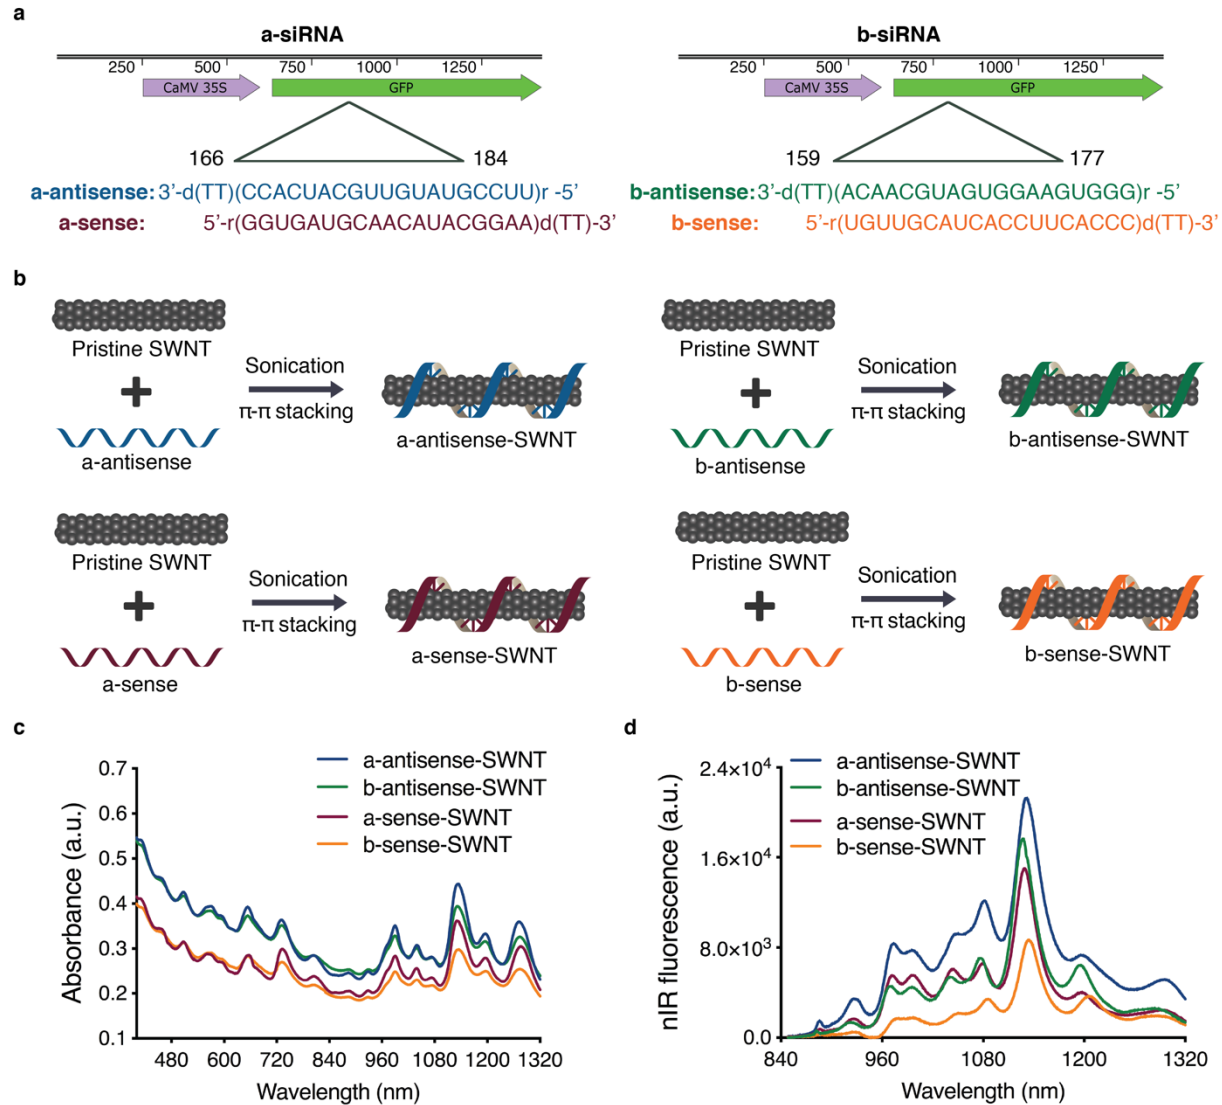 a
a-siRNA
250 500 750 1000 1250
CaMV 35S GFP
166 184
a-antisense: 3’-d(TT)(CCACUACGUUGUAUGCCUU)r -5’
a-sense: 5’-r(GGUGAUGCAACAUACGGAA)d(TT)-3’
b-siRNA
250 500 750 1000 1250
CaMV 35S GFP
159 177
b-antisense: 3’-d(TT)(ACAACGUAGUGGAAGUGGG)r -5’
b-sense: 5’-r(UGUUGCAUCACCUUCACCC)d(TT)-3’
b
Pristine SWNT
+
a-antisense
Sonication
π-π stacking
a-antisense-SWNT
Pristine SWNT
+
b-antisense
Sonication
π-π stacking
b-antisense-SWNT
Pristine SWNT
+
a-sense
Sonication
π-π stacking
a-sense-SWNT
Pristine SWNT
+
b-sense
Sonication
π-π stacking
b-sense-SWNT
c
a-antisense-SWNT
b-antisense-SWNT
a-sense-SWNT
b-sense-SWNT
Absorbance (a.u.)
0.7
0.6
0.5
0.4
0.3
0.2
0.1
480 600 720 840 960 1080 1200 1320
Wavelength (nm)
d
a-antisense-SWNT
b-antisense-SWNT
a-sense-SWNT
b-sense-SWNT
nIR fluorescence (a.u.)
2.4×10⁴
1.6×10⁴
8.0×10³
0.0
840 960 1080 1200 1320
Wavelength (nm)